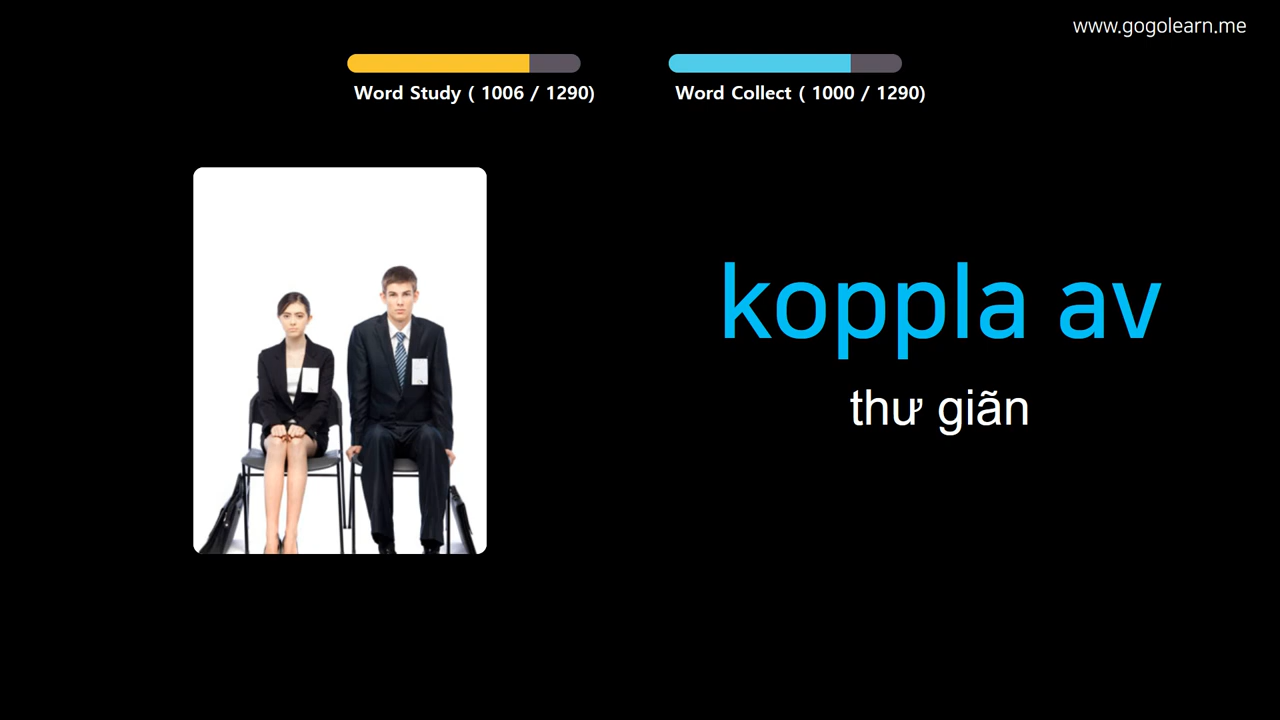 www.gogolearn.me
Word Study ( 1006 / 1290)
Word Collect ( 1000 / 1290)
koppla av
thư giãn